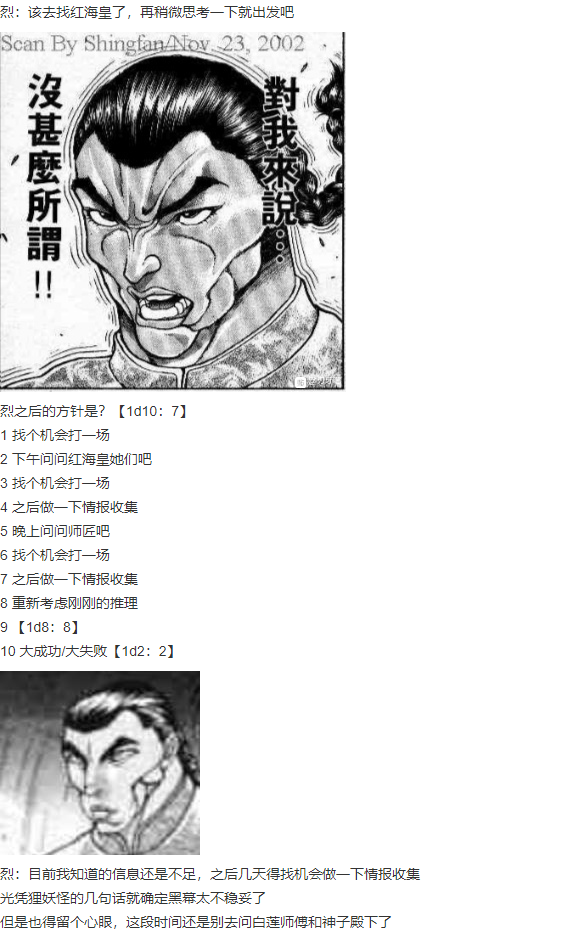 烈：该去找红海皇了，再稍微思考一下就出发吧
Scan By Shingfan/Nov 23, 2002
對我來說…
沒甚麼所謂!!
烈之后的方针是？【1d10：7】
1 找个机会打一场
2 下午问问红海皇她们吧
3 找个机会打一场
4 之后做一下情报收集
5 晚上问问师匠吧
6 找个机会打一场
7 之后做一下情报收集
8 重新考虑刚刚的推理
9 【1d8：8】
10 大成功/大失败【1d2：2】
烈：目前我知道的信息还是不足，之后几天得找机会做一下情报收集
光凭狸妖怪的几句话就确定黑幕太不稳妥了
但是也得留个心眼，这段时间还是别去问白莲师傅和神子殿下了